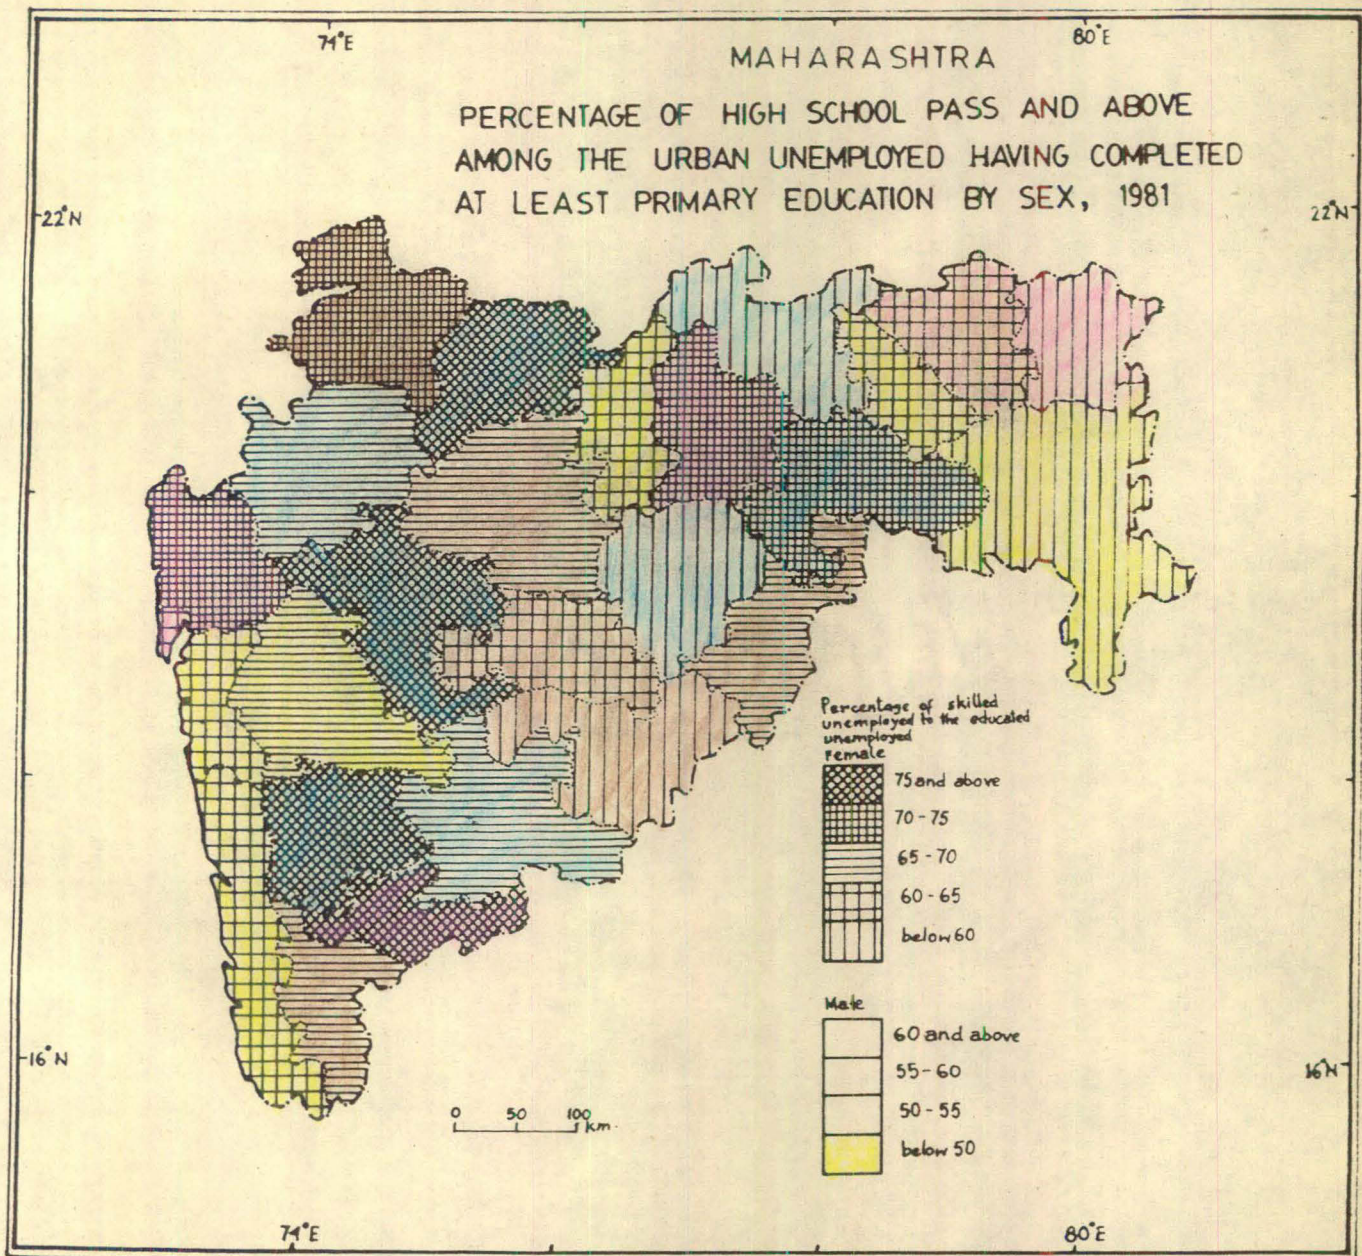 74°E
80°E
MAHARASHTRA
PERCENTAGE OF HIGH SCHOOL PASS AND ABOVE
AMONG THE URBAN UNEMPLOYED HAVING COMPLETED
AT LEAST PRIMARY EDUCATION BY SEX, 1981
22°N
22°N
Percentage of skilled
unemployed to the educated
unemployed
Female
75 and above
70-75
65-70
60-65
below 60
Male
60 and above
55-60
50-55
below 50
16°N
16°N
0 50 100
km.
74°E
80°E